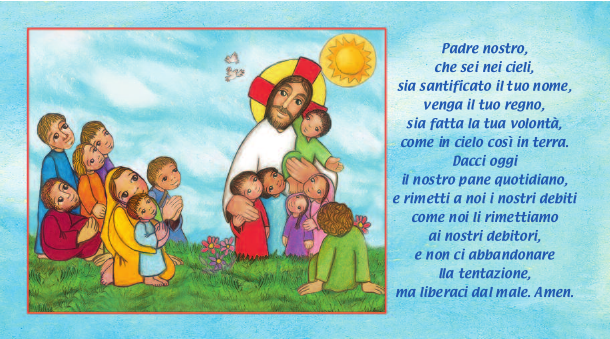 Padre nostro,
che sei nei cieli,
sia santificato il tuo nome,
venga il tuo regno,
sia fatta la tua volontà,
come in cielo così in terra.
Dacci oggi
il nostro pane quotidiano,
e rimetti a noi i nostri debiti
come noi li rimettiamo
ai nostri debitori,
e non ci abbandonare
lla tentazione,
ma liberaci dal male. Amen.